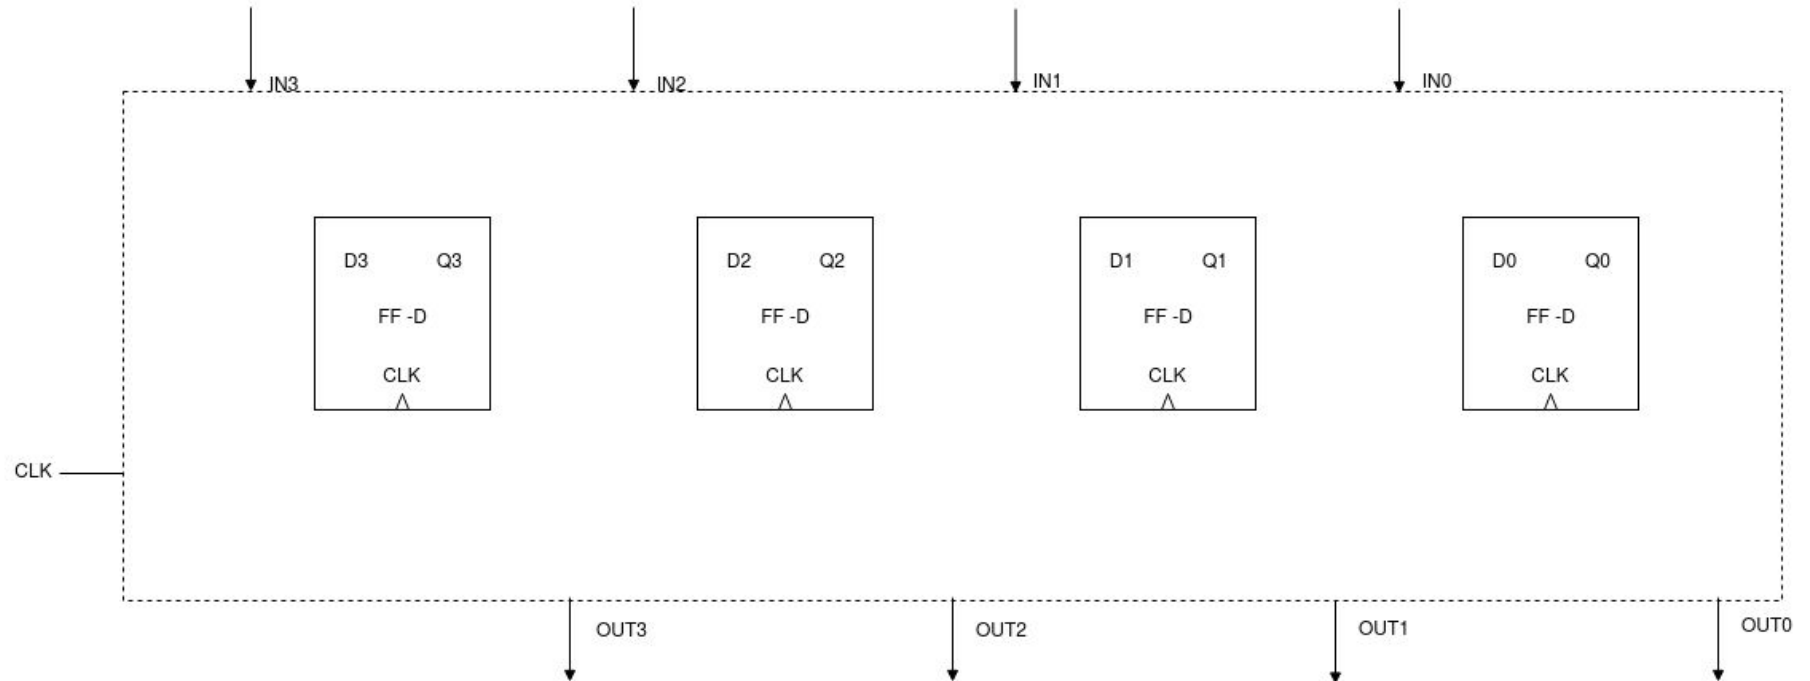 IN3 IN2 IN1 IN0
D3 Q3 D2 Q2 D1 Q1 D0 Q0
FF -D FF -D FF -D FF -D
CLK CLK CLK CLK
CLK
OUT3 OUT2 OUT1 OUT0